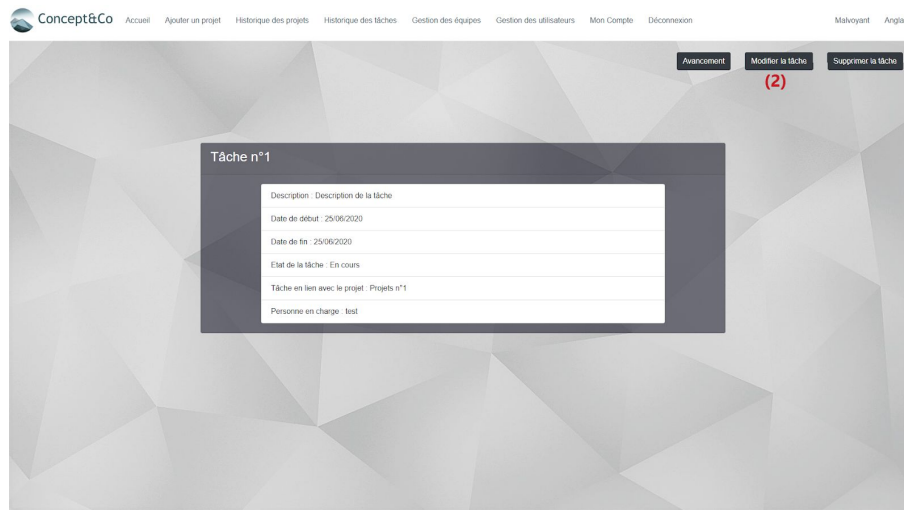 Concept&Co Accueil Ajouter un projet Historique des projets Historique des tâches Gestion des équipes Gestion des utilisateurs Mon Compte Déconnexion Malvoyant Angla
Avancement Modifier la tâche Supprimer la tâche
(2)
Tâche n°1
Description : Description de la tâche
Date de début : 25/06/2020
Date de fin : 25/06/2020
Etat de la tâche : En cours
Tâche en lien avec le projet : Projets n°1
Personne en charge : test